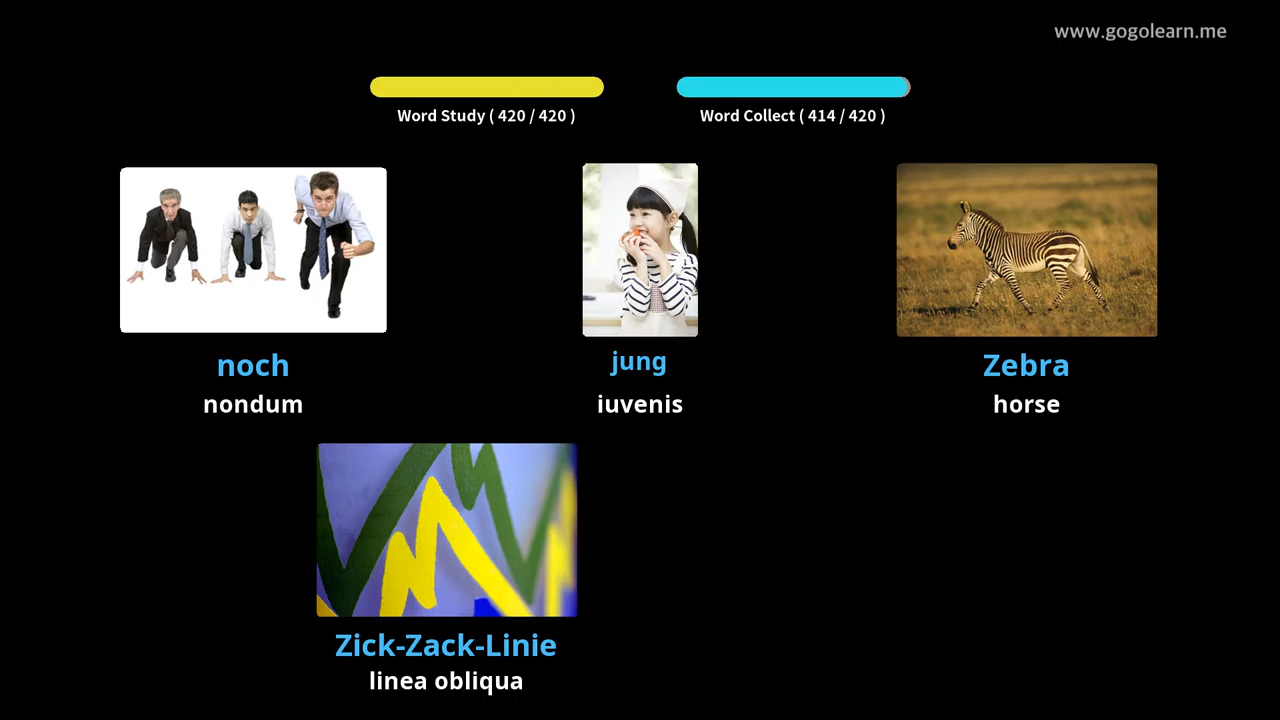 www.gogolearn.me
Word Study ( 420 / 420 )
Word Collect ( 414 / 420 )
noch
nondum
jung
iuvenis
Zebra
horse
Zick-Zack-Linie
linea obliqua